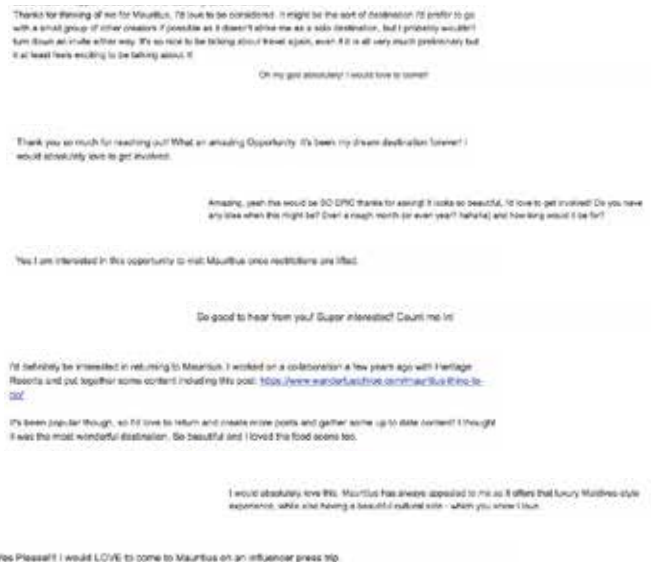 Thanks for thinking of me for Mauritius, I'd love to be considered. It might be the sort of destination I'd prefer to go
with a small group of other creators if possible as it doesn't strike me as a solo destination, but I probably wouldn't
turn down an invite either way. It's so nice to be talking about travel again, even if it is all very much preliminary but
it at least feels exciting to be talking about it!
Oh my god absolutely! I would love to come!!
Thank you so much for reaching out! What an amazing Opportunity. It's been my dream destination forever! I
would absolutely love to get involved.
Amazing, yeah this would be SO EPIC thanks for asking! It looks so beautiful, I'd love to get involved! Do you have
any idea when this might be? Even a rough month (or even year? hahaha) and how long would it be for?
Yes I am interested in this opportunity to visit Mauritius once restrictions are lifted.
So good to hear from you! Super interested! Count me in!
I'd definitely be interested in returning to Mauritius. I worked on a collaboration a few years ago with Heritage
Resorts and put together some content including this post:
It's been popular though, so I'd love to return and create more posts and gather some up to date content! I thought
it was the most wonderful destination. So beautiful and I loved the food scene too.
I would absolutely love this. Mauritius has always appealed to me as it offers that luxury Maldives-style
experience, while also having a beautiful cultural side - which you know I love.
Yes Please!!! I would LOVE to come to Mauritius on an influencer press trip.